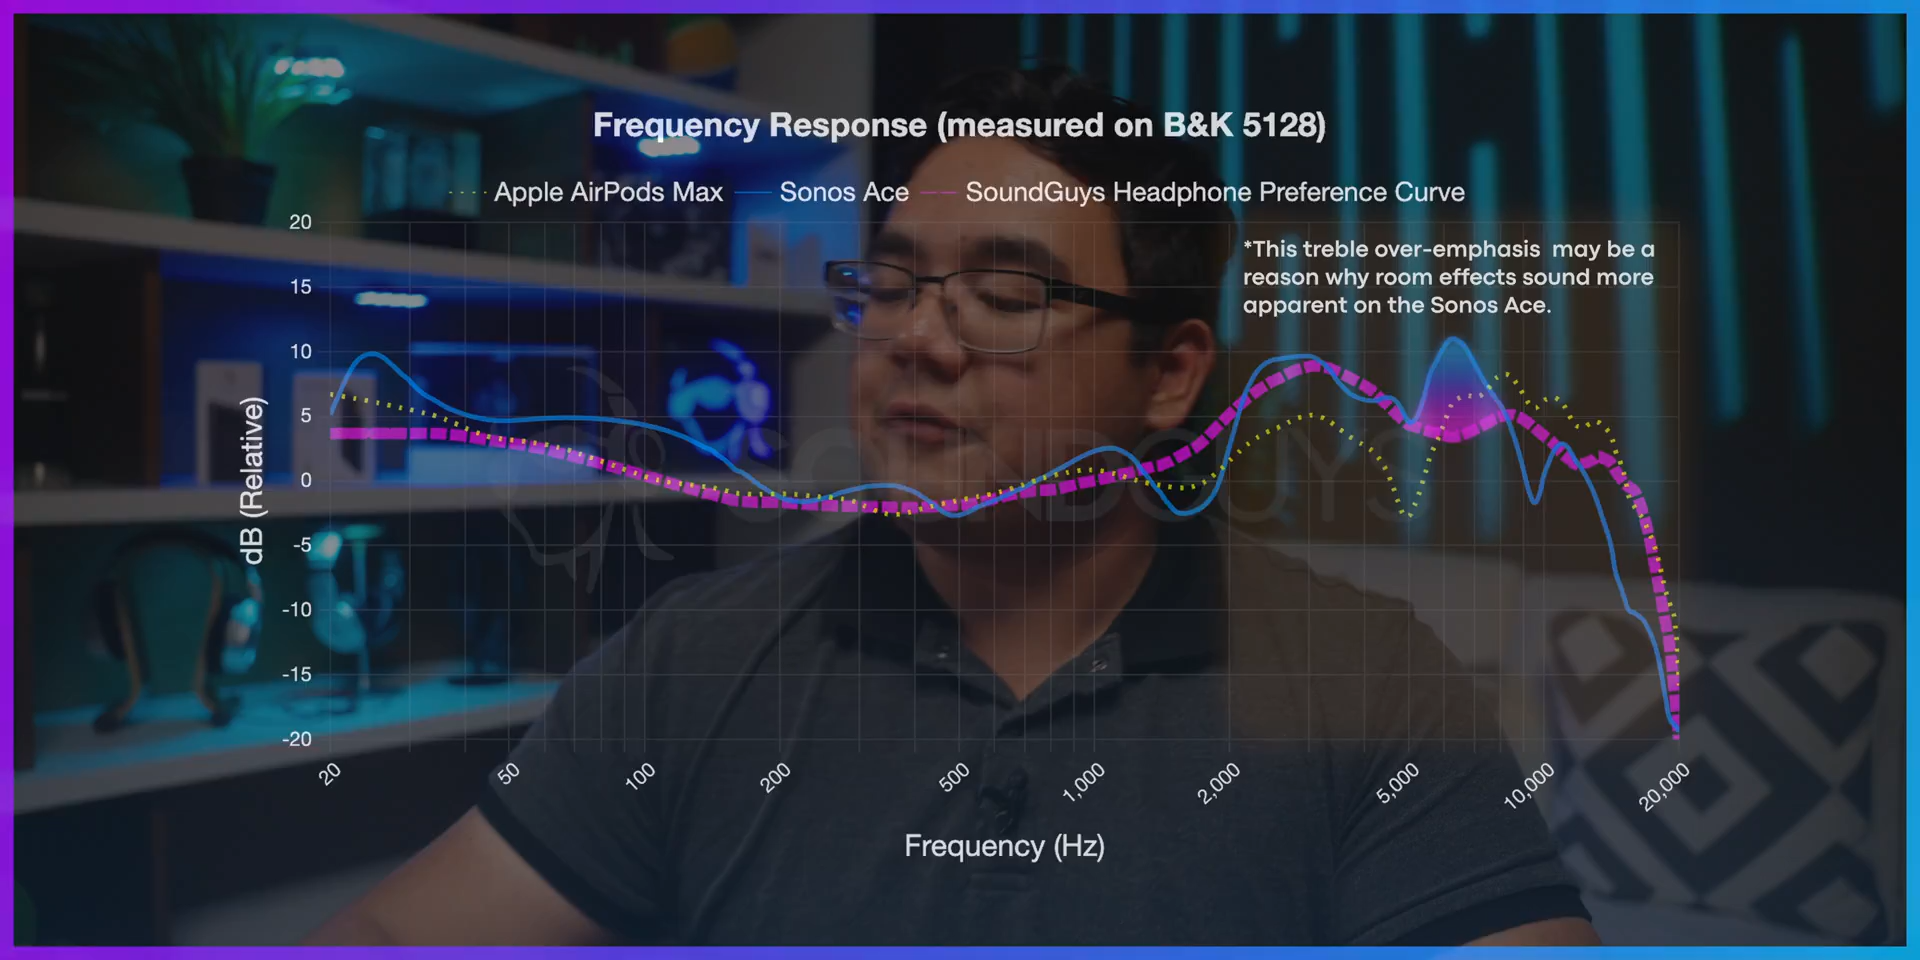 Frequency Response (measured on B&K 5128)
Apple AirPods Max Sonos Ace SoundGuys Headphone Preference Curve
*This treble over-emphasis may be a
reason why room effects sound more
apparent on the Sonos Ace.
20
15
10
5
0
-5
-10
-15
-20
dB (Relative)
SOUNDGUYS
20 50 100 200 500 1,000 2,000 5,000 10,000 20,000
Frequency (Hz)